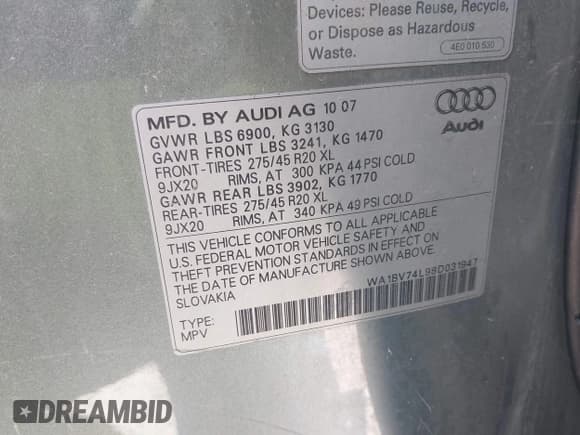 Devices: Please Reuse, Recycle,
or Dispose as Hazardous
Waste.
4E0 010 530
MFD. BY AUDI AG 10 07
GVWR LBS 6900, KG 3130
GAWR FRONT LBS 3241, KG 1470
FRONT-TIRES 275/45 R20 XL
9JX20 RIMS, AT 300 KPA 44 PSI COLD
GAWR REAR LBS 3902, KG 1770
REAR-TIRES 275/45 R20 XL
9JX20 RIMS, AT 340 KPA 49 PSI COLD
THIS VEHICLE CONFORMS TO ALL APPLICABLE
U.S. FEDERAL MOTOR VEHICLE SAFETY AND
THEFT PREVENTION STANDARDS IN EFFECT ON
THE DATE OF MANUFACTURE SHOWN ABOVE.
SLOVAKIA
WA1BV74L98D031947
TYPE:
MPV
Audi
DREAMBID